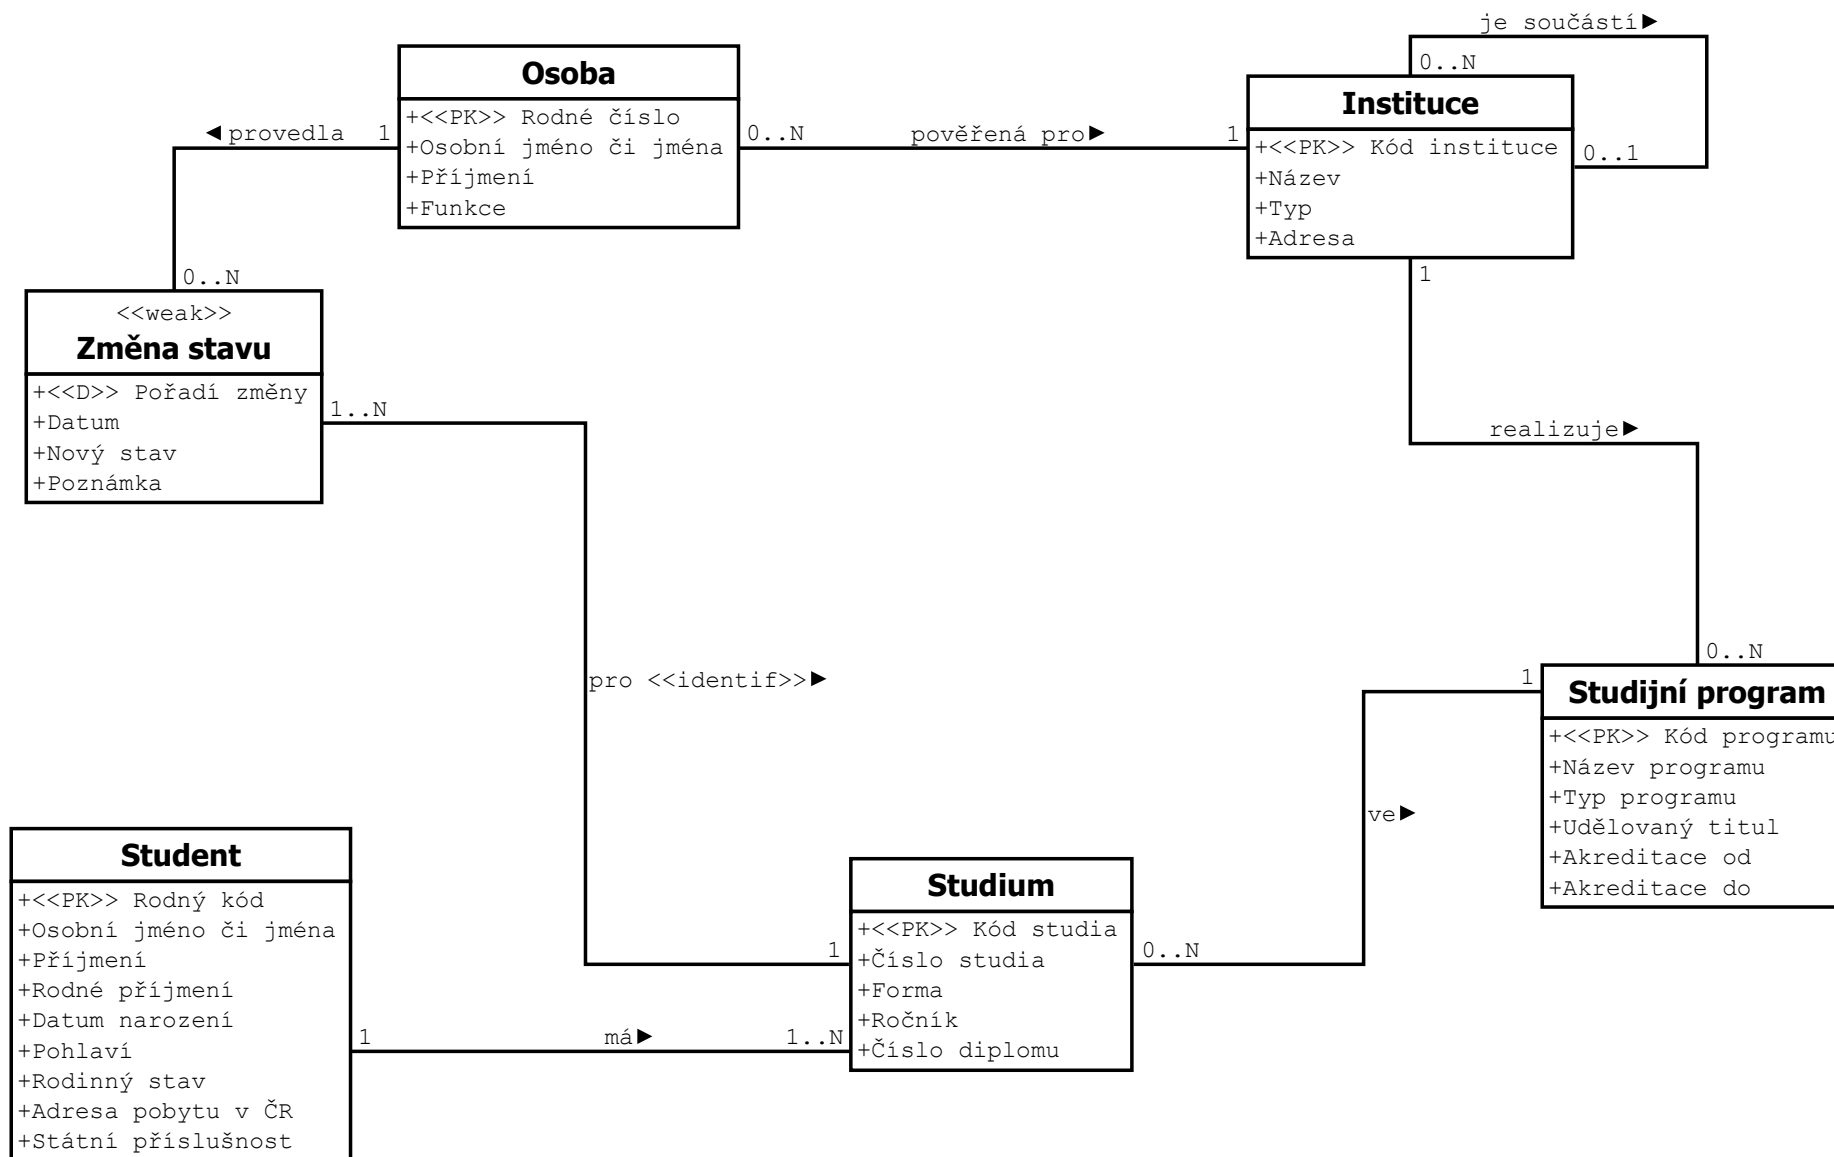 je součástí►
0..N
Osoba
+<<PK>> Rodné číslo
+Osobní jméno či jména
+Příjmení
+Funkce
◄provedla
1
0..N
pověřená pro►
1
Instituce
+<<PK>> Kód instituce
+Název
+Typ
+Adresa
0..1
1
0..N
<<weak>>
Změna stavu
+<<D>> Pořadí změny
+Datum
+Nový stav
+Poznámka
1..N
realizuje►
0..N
pro <<identif>>►
1
Studijní program
+<<PK>> Kód programu
+Název programu
+Typ programu
+Udělovaný titul
+Akreditace od
+Akreditace do
ve►
Student
+<<PK>> Rodný kód
+Osobní jméno či jména
+Příjmení
+Rodné příjmení
+Datum narození
+Pohlaví
+Rodinný stav
+Adresa pobytu v ČR
+Státní příslušnost
1
má►
1..N
1
Studium
+<<PK>> Kód studia
+Číslo studia
+Forma
+Ročník
+Číslo diplomu
0..N